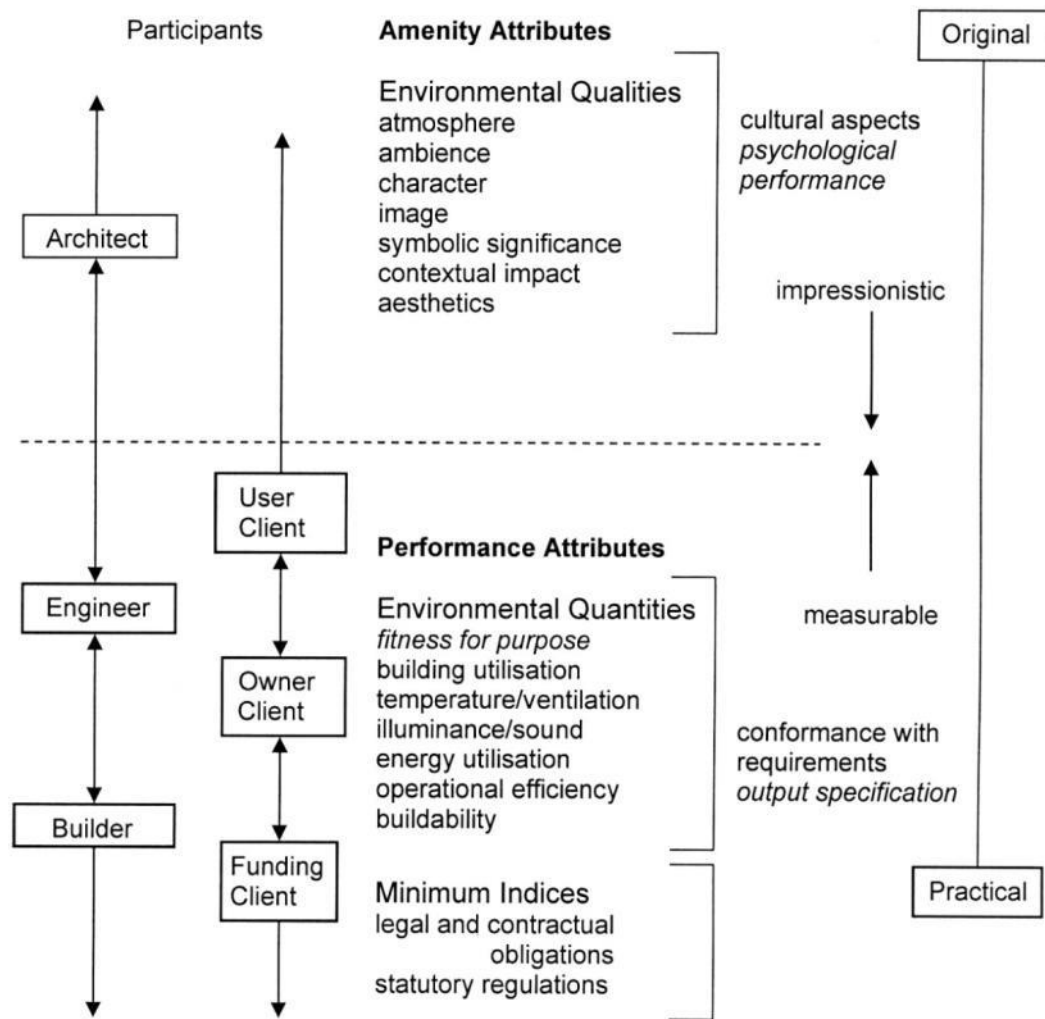 Participants
Amenity Attributes
Original
Environmental Qualities
atmosphere
ambience
character
image
symbolic significance
contextual impact
aesthetics
cultural aspects
psychological
performance
Architect
impressionistic
User
Client
Performance Attributes
Engineer
Environmental Quantities
fitness for purpose
building utilisation
temperature/ventilation
illuminance/sound
energy utilisation
operational efficiency
buildability
measurable
Owner
Client
conformance with
requirements
output specification
Builder
Funding
Client
Minimum Indices
legal and contractual
obligations
statutory regulations
Practical